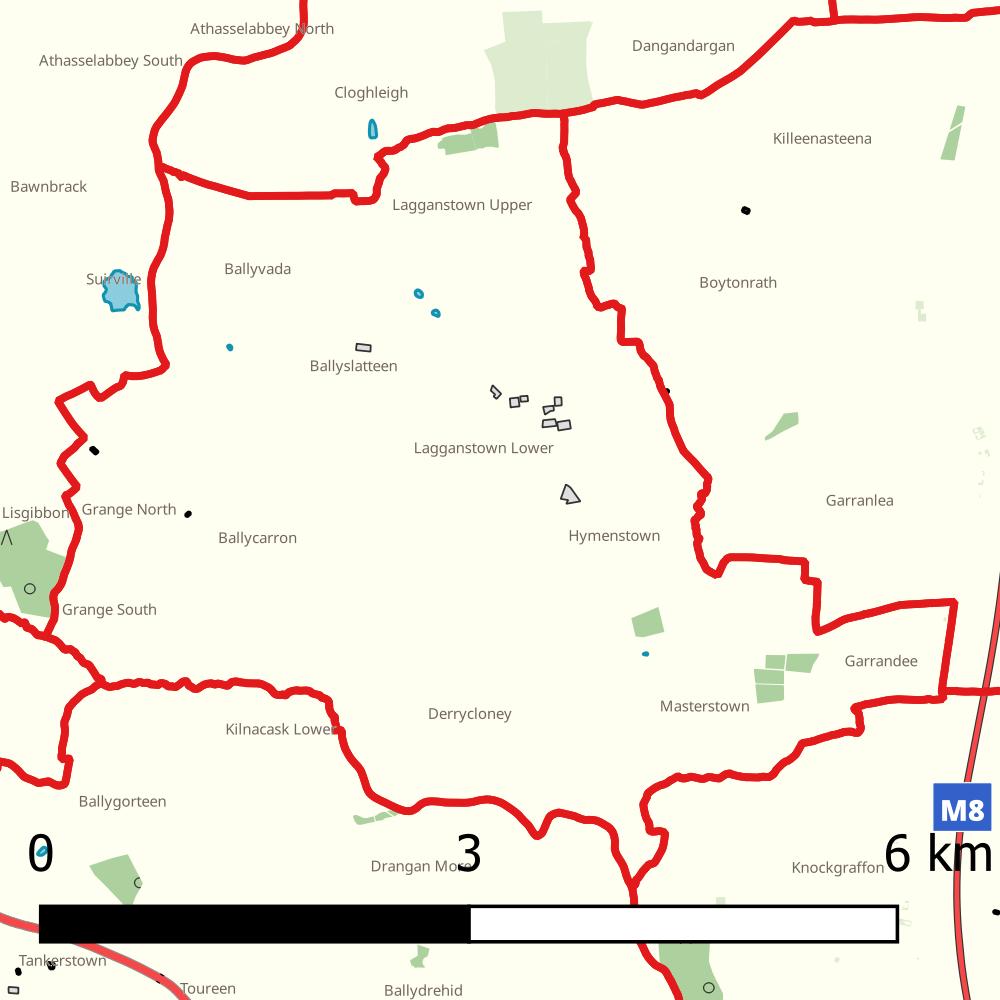 Athasselabbey North
Dangandargan
Athasselabbey South
Cloghleigh
Killeenasteena
Bawnbrack
Lagganstown Upper
Ballyvada
Suirville
Boytonrath
Ballyslatteen
Lagganstown Lower
Garranlea
Grange North
Lisgibbon
Hymenstown
Ballycarron
Grange South
Garrandee
Masterstown
Derrycloney
Kilnacask Lower
Ballygorteen
M8
0
3
6 km
Drangan More
Knockgraffon
Tankerstown
Toureen
Ballydrehid